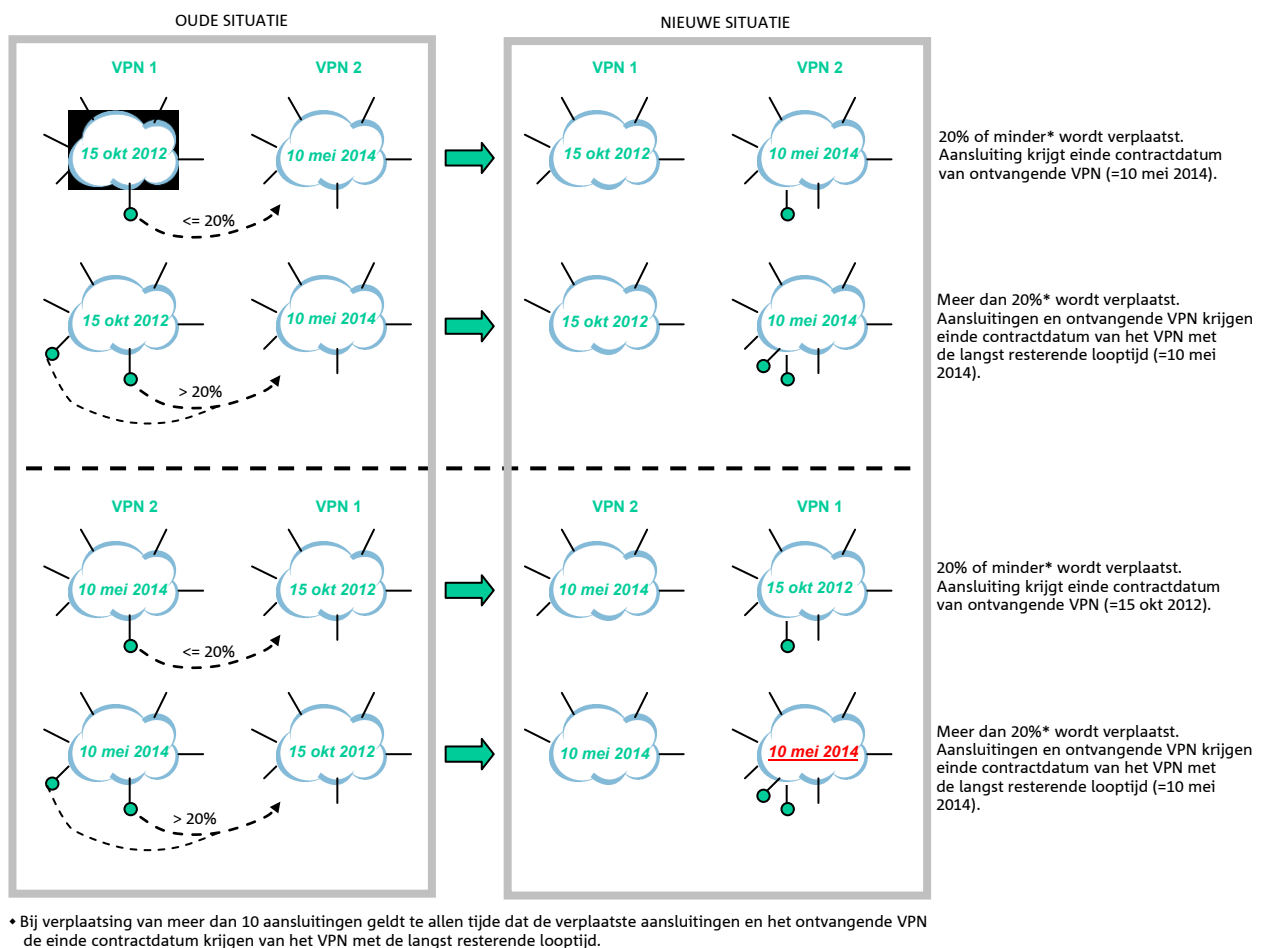 OUDE SITUATIE
NIEUWE SITUATIE
VPN 1
VPN 2
VPN 1
VPN 2
15 okt 2012
10 mei 2014
15 okt 2012
10 mei 2014
20% of minder* wordt verplaatst.
Aansluiting krijgt einde contractdatum
van ontvangende VPN (=10 mei 2014).
<= 20%
15 okt 2012
10 mei 2014
15 okt 2012
10 mei 2014
Meer dan 20%* wordt verplaatst.
Aansluitingen en ontvangende VPN krijgen
einde contractdatum van het VPN met
de langst resterende looptijd (=10 mei
2014).
> 20%
VPN 2
VPN 1
VPN 2
VPN 1
10 mei 2014
15 okt 2012
10 mei 2014
15 okt 2012
20% of minder* wordt verplaatst.
Aansluiting krijgt einde contractdatum
van ontvangende VPN (=15 okt 2012).
<= 20%
10 mei 2014
15 okt 2012
10 mei 2014
10 mei 2014
Meer dan 20%* wordt verplaatst.
Aansluitingen en ontvangende VPN krijgen
einde contractdatum van het VPN met
de langst resterende looptijd (=10 mei
2014).
> 20%
* Bij verplaatsing van meer dan 10 aansluitingen geldt te allen tijde dat de verplaatste aansluitingen en het ontvangende VPN
de einde contractdatum krijgen van het VPN met de langst resterende looptijd.